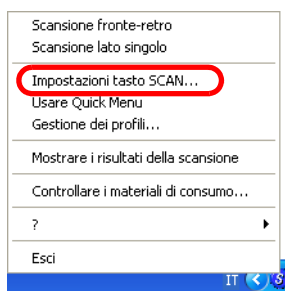 Scansione fronte-retro
Scansione lato singolo
Impostazioni tasto SCAN...
Usare Quick Menu
Gestione dei profili...
Mostrare i risultati della scansione
Controllare i materiali di consumo...
?
Esci
IT
S